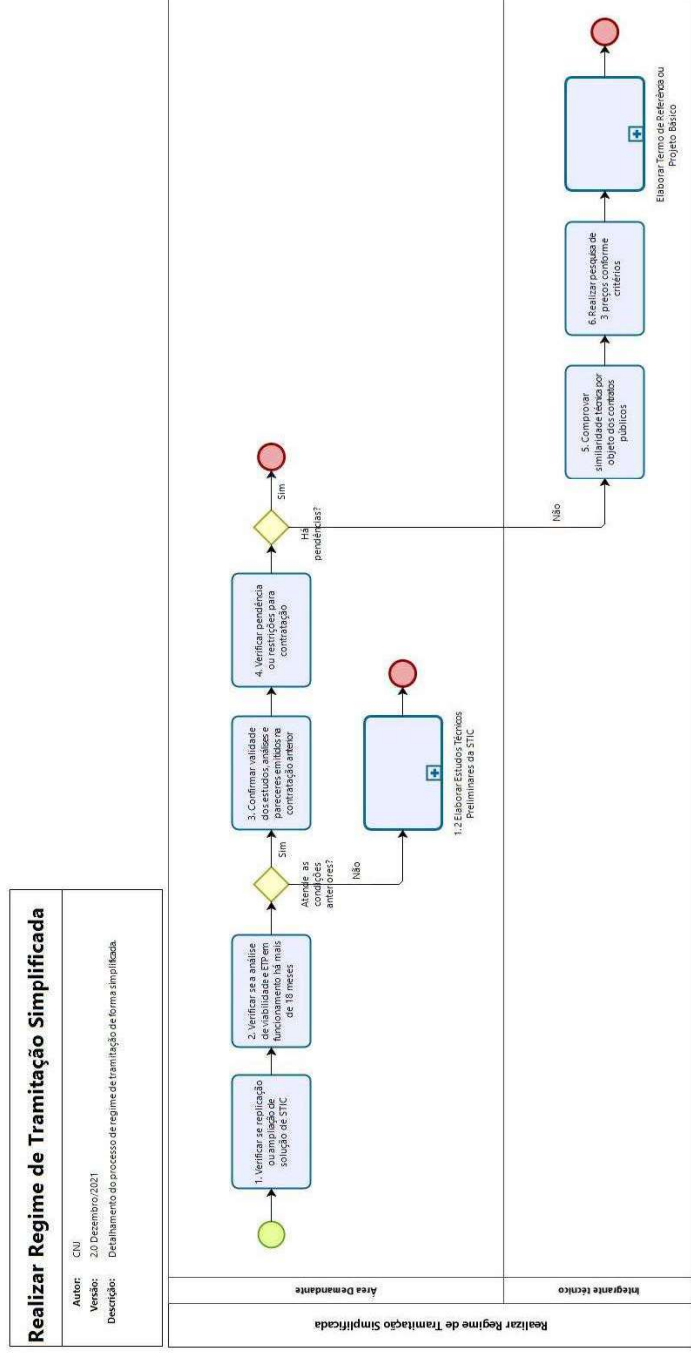 Realizar Regime de Tramitação Simplificada
Autor: CNJ
Versão: 2.0 Dezembro/2021
Descrição: Detalhamento do processo de regime de tramitação de forma simplificada.
Realizar Regime de Tramitação Simplificada
Área Demandante
1. Verificar se replicação
ou ampliação de
solução de STIC
2. Verificar se a análise
de viabilidade e ETP em
funcionamento há mais
de 18 meses
Atende as
condições
anteriores?
Sim
Não
3. Confirmar validade
dos estudos, análises e
pareceres emitidos na
contratação anterior
1.2 Elaborar Estudos Técnicos
Preliminares da STIC
4. Verificar pendência
ou restrições para
contratação
Há
pendências?
Sim
Não
Integrante técnico
5. Comprovar
similaridade técnica por
objeto dos contratos
públicos
6. Realizar pesquisa de
3 preços conforme
critérios
Elaborar Termo de Referência ou
Projeto Básico